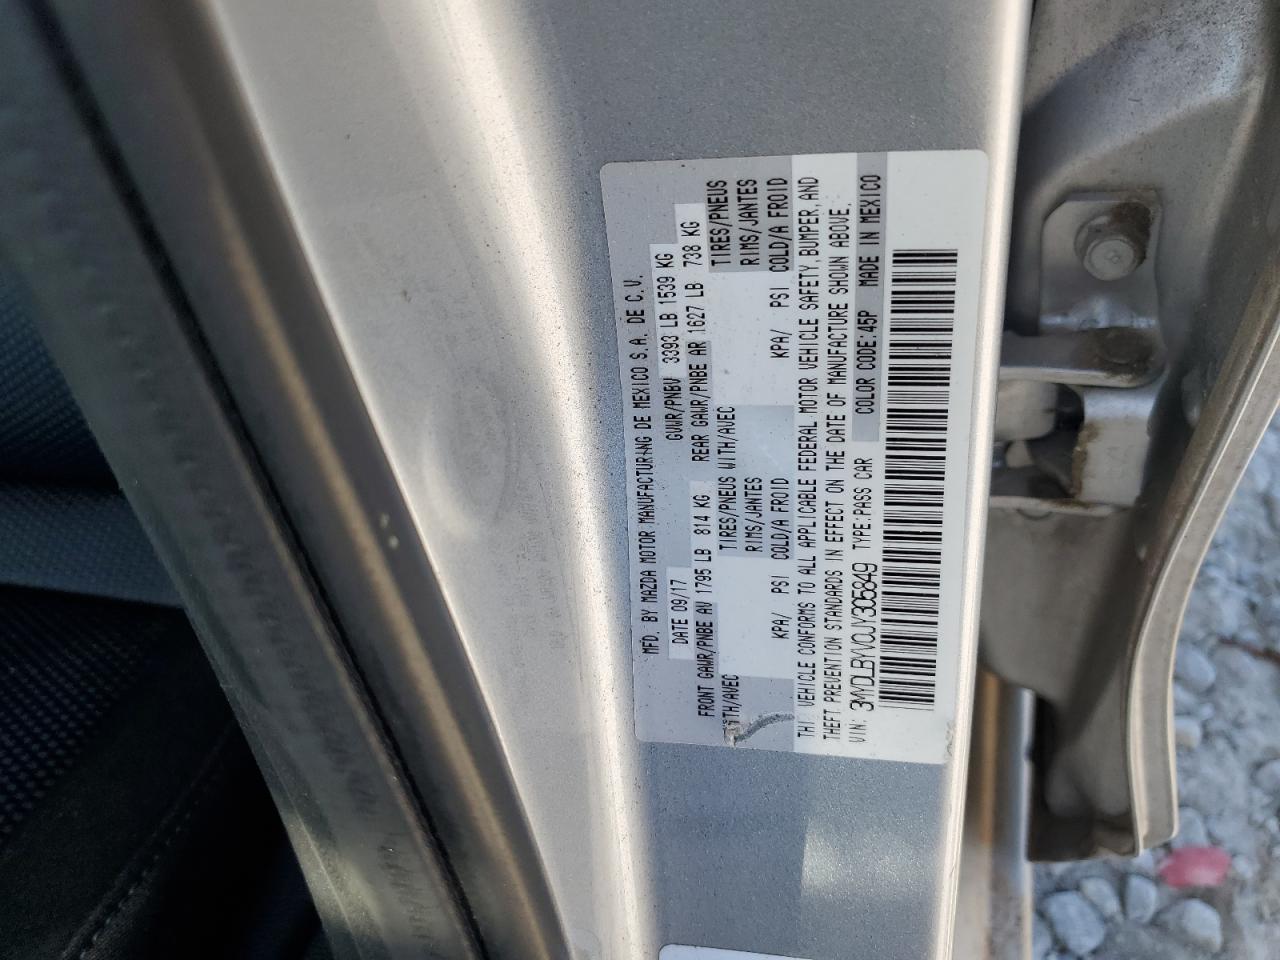 MFD. BY MAZDA MOTOR MANUFACTURING DE MEXICO S.A. DE C.V.
DATE 09/17 GVWR/PNBV 3393 LB 1539 KG
FRONT GAWR/PNBE AV 1795 LB 814 KG REAR GAWR/PNBE AR 1627 LB 738 KG
ITH/AVEC TIRES/PNEUS WITH/AVEC TIRES/PNEUS
RIMS/JANTES RIMS/JANTES
KPA/ PSI COLD/A FROID KPA/ PSI COLD/A FROID
THI VEHICLE CONFORMS TO ALL APPLICABLE FEDERAL MOTOR VEHICLE SAFETY, BUMPER, AND
THEFT PREVENTION STANDARDS IN EFFECT ON THE DATE OF MANUFACTURE SHOWN ABOVE.
VIN: 3MYDLBYV0JY305849 TYPE:PASS CAR COLOR CODE:45P MADE IN MEXICO